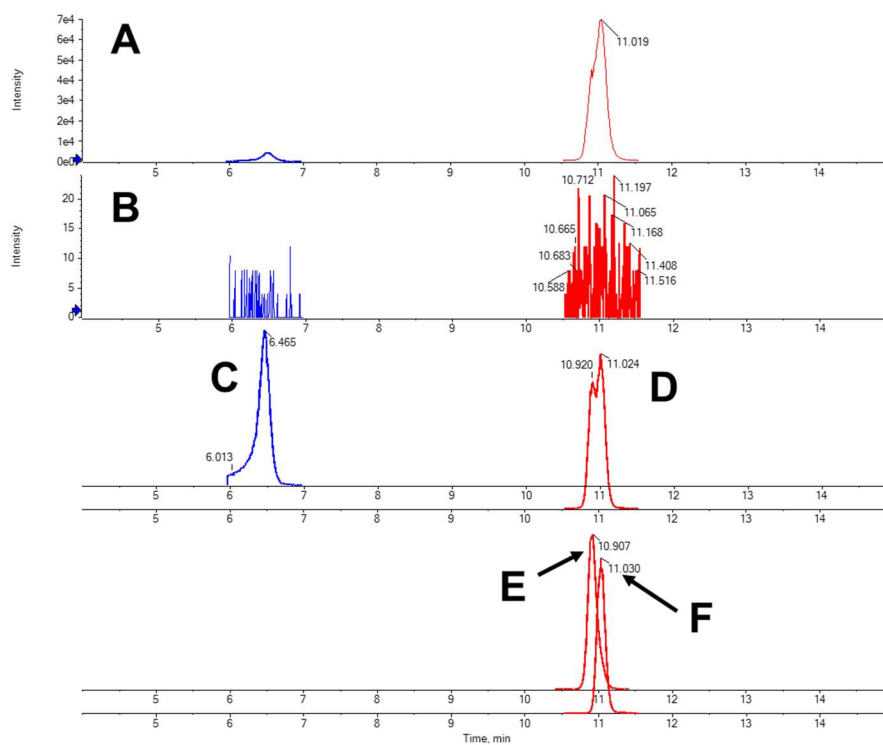 A
7e4
6e4
5e4
4e4
3e4
2e4
1e4
0e0
Intensity
11.019
5 6 7 8 9 10 11 12 13 14
B
20
15
10
5
0
Intensity
10.712
11.197
11.065
10.665
11.168
10.683
11.408
10.588
11.516
5 6 7 8 9 10 11 12 13 14
C
6.465
6.013
10.920
11.024
D
5 6 7 8 9 10 11 12 13 14
5 6 7 8 9 10 11 12 13 14
10.907
11.030
E
F
5 6 7 8 9 10 11 12 13 14
5 6 7 8 9 10 11 12 13 14
Time, min